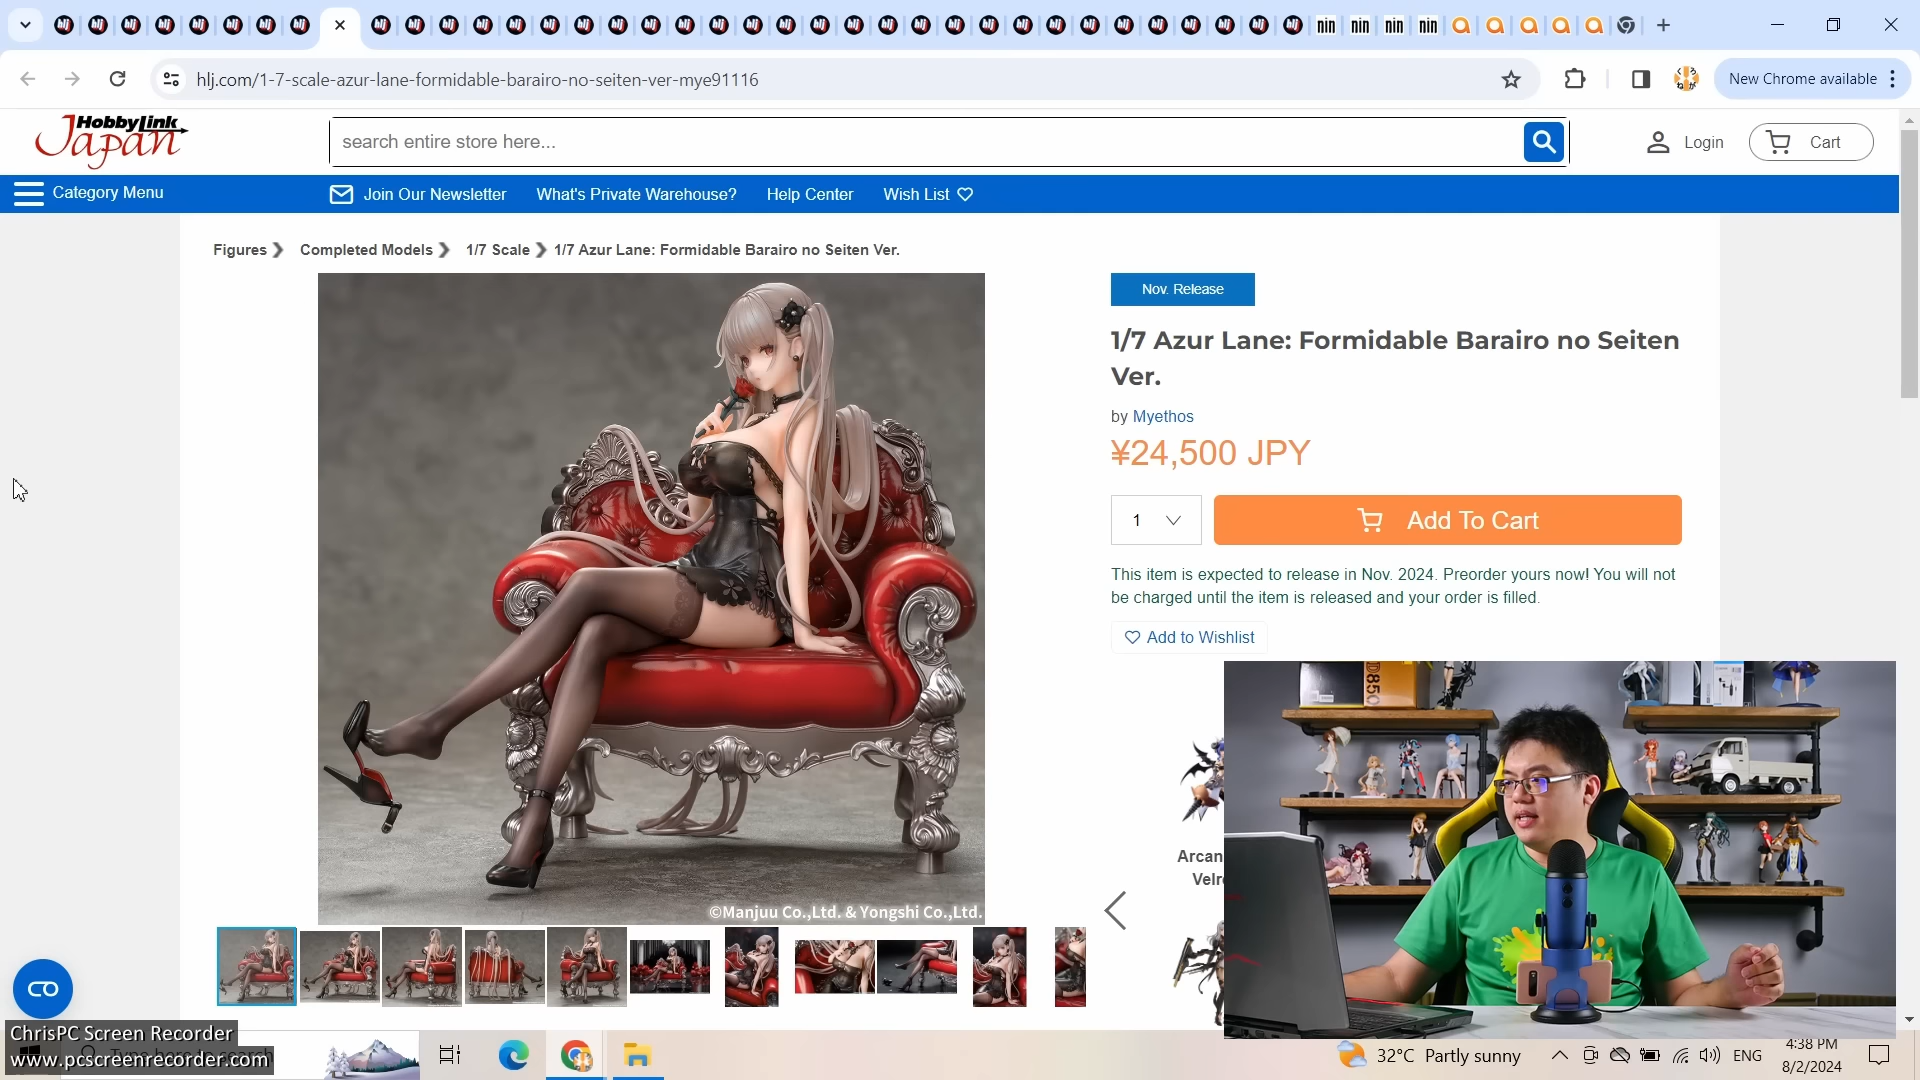 hlj.com/1-7-scale-azur-lane-formidable-barairo-no-seiten-ver-mye91116
New Chrome available
HobbyLink
Japan
search entire store here...
Login
Cart
Category Menu
Join Our Newsletter
What's Private Warehouse?
Help Center
Wish List
Figures
Completed Models
1/7 Scale
1/7 Azur Lane: Formidable Barairo no Seiten Ver.
Nov. Release
1/7 Azur Lane: Formidable Barairo no Seiten
Ver.
by Myethos
¥24,500 JPY
1
Add To Cart
This item is expected to release in Nov. 2024. Preorder yours now! You will not
be charged until the item is released and your order is filled.
Add to Wishlist
D850
Arcan
Velr
©Manjuu Co.,Ltd. & Yongshi Co.,Ltd.
ChrisPC Screen Recorder
www.pcscreenrecorder.com
32°C Partly sunny
ENG
4:38 PM
8/2/2024